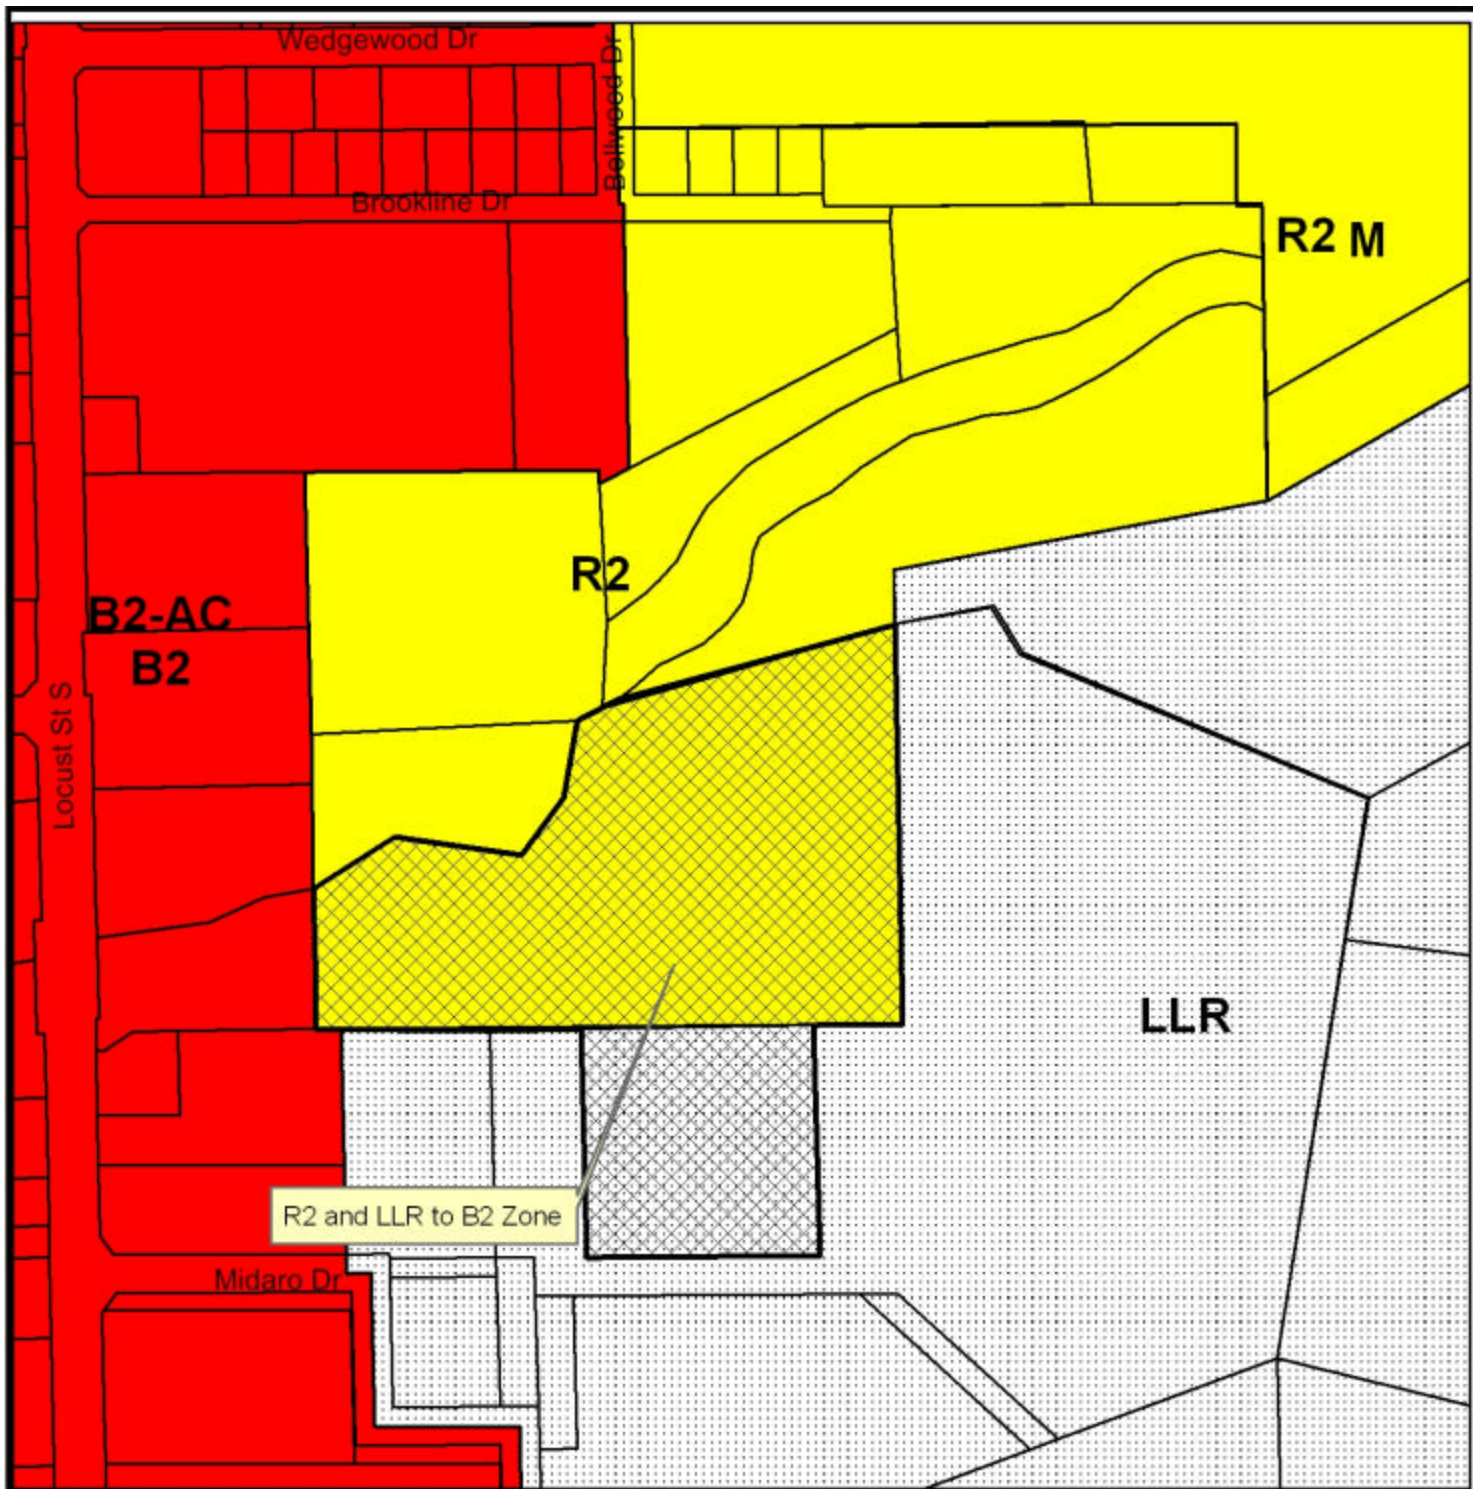 Wedgewood Dr
Bellwood Dr
Brookline Dr
R2 M
R2
B2-AC
B2
Locust St S
LLR
R2 and LLR to B2 Zone
Midaro Dr